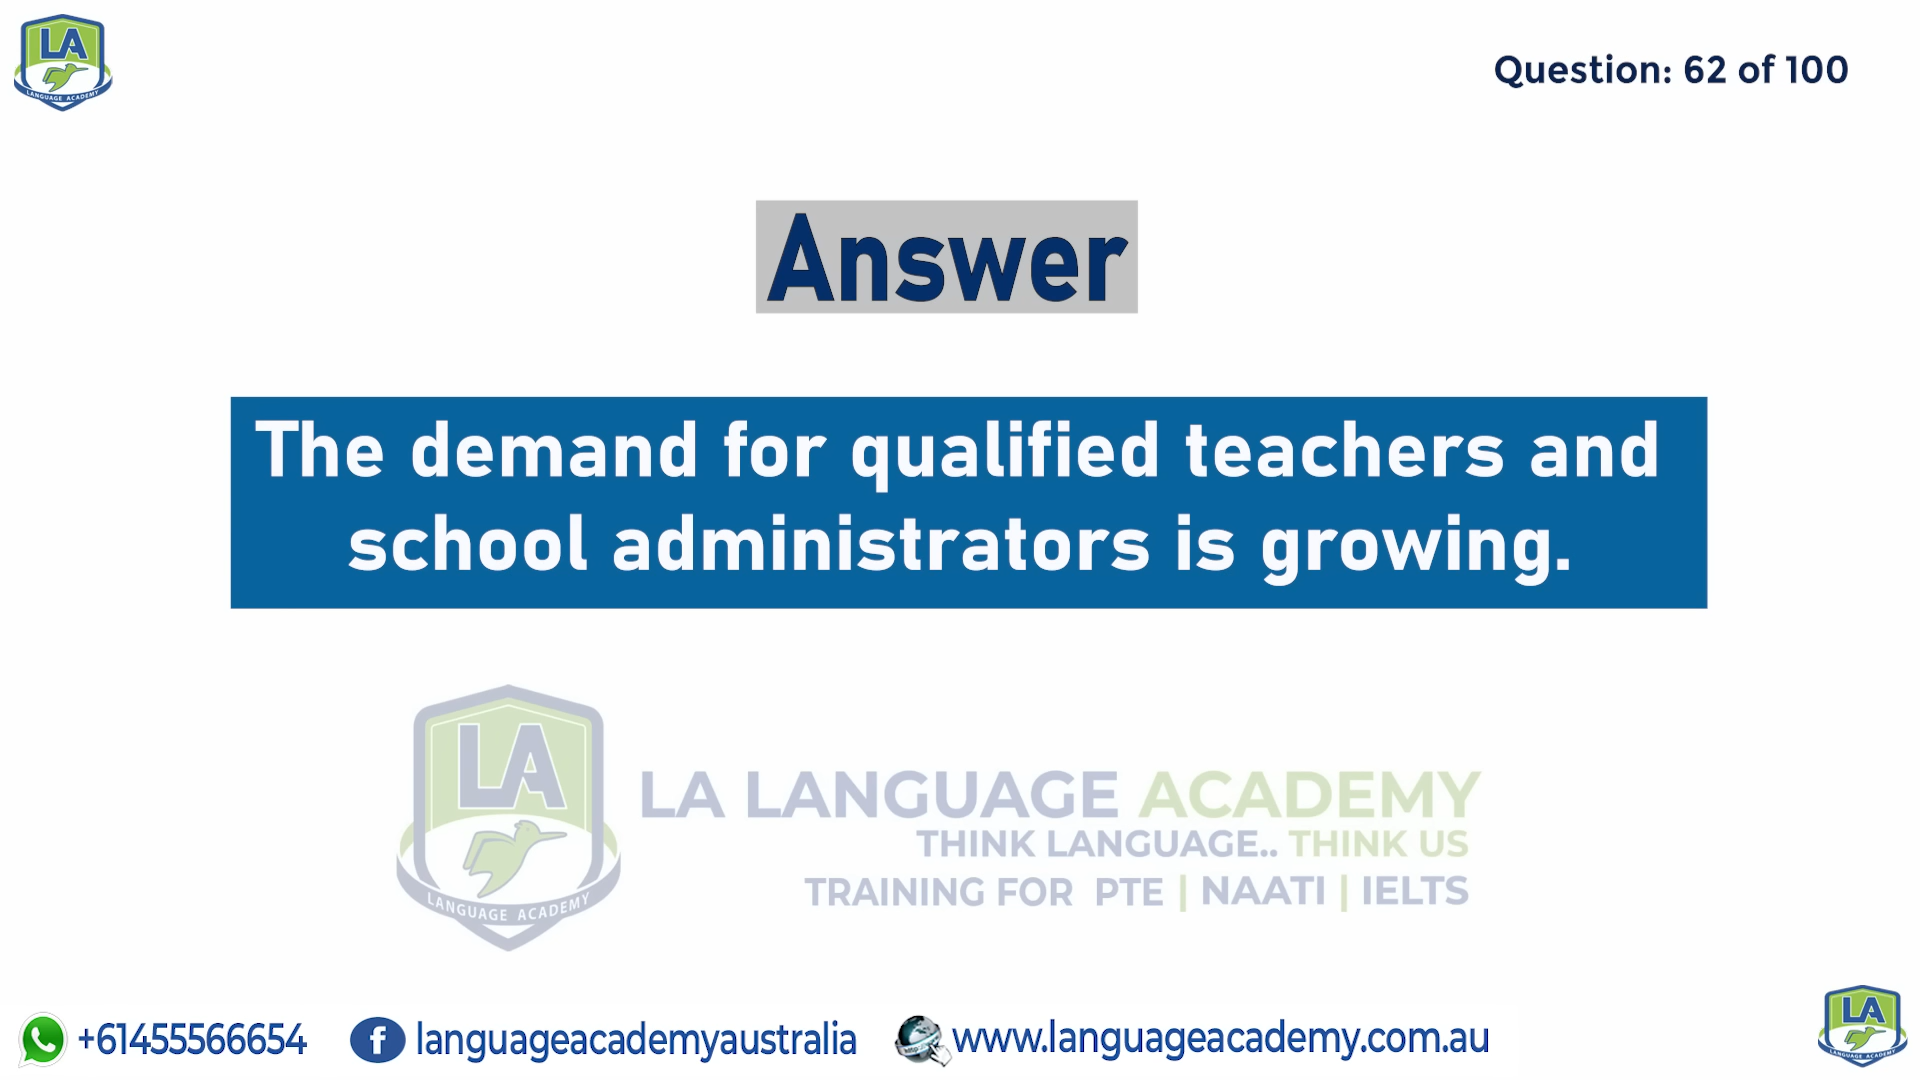 LA
LANGUAGE ACADEMY
Question: 62 of 100
Answer
The demand for qualified teachers and
school administrators is growing.
LA
LANGUAGE ACADEMY
LA LANGUAGE ACADEMY
THINK LANGUAGE.. THINK US
TRAINING FOR PTE | NAATI | IELTS
+61455566654
languageacademyaustralia
www.languageacademy.com.au
LA
LANGUAGE ACADEMY